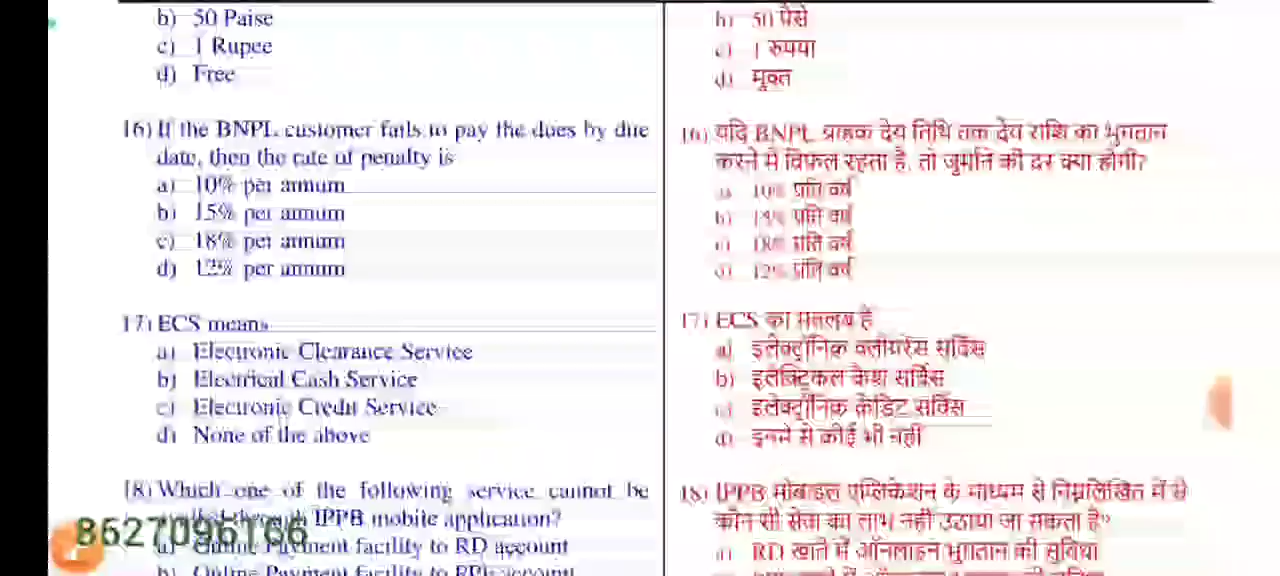 b) 50 Paise
c) 1 Rupee
d) Free
16) If the BNPL customer fails to pay the dues by due
date, then the rate of penalty is
a) 10% per annum
b) 15% per annum
c) 18% per annum
d) 12% per annum
17) ECS means
a) Electronic Clearance Service
b) Electrical Cash Service
c) Electronic Credit Service
d) None of the above
18) Which one of the following service cannot be
IPPB mobile application?
a) Online Payment facility to RD account
b) Online Payment facility to
b) 50 पैसे
c) 1 रुपया
d) मुक्त
16) यदि BNPL ग्राहक देय तिथि तक देय राशि का भुगतान
करने में विफल रहता है, तो जुर्माने की दर क्या होगी?
a) 10% प्रति वर्ष
b) 15% प्रति वर्ष
c) 18% प्रति वर्ष
d) 12% प्रति वर्ष
17) ECS का मतलब है
a) इलेक्ट्रॉनिक क्लीयरेंस सर्विस
b) इलेक्ट्रिकल कैश सर्विस
c) इलेक्ट्रॉनिक क्रेडिट सर्विस
d) इनमे से कोई भी नहीं
18) IPPB मोबाइल एप्लिकेशन के माध्यम से निम्नलिखित में से
कौन सी सेवा का लाभ नहीं उठाया जा सकता है?
a) RD खाते में ऑनलाइन भुगतान की सुविधा
8627096166